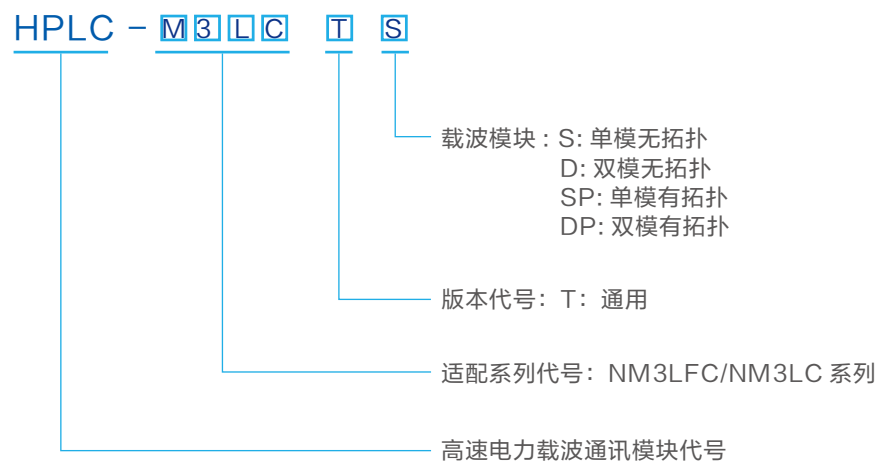 HPLC - M3LC T S
载波模块 : S: 单模无拓扑
D: 双模无拓扑
SP: 单模有拓扑
DP: 双模有拓扑
版本代号：T：通用
适配系列代号：NM3LFC/NM3LC 系列
高速电力载波通讯模块代号